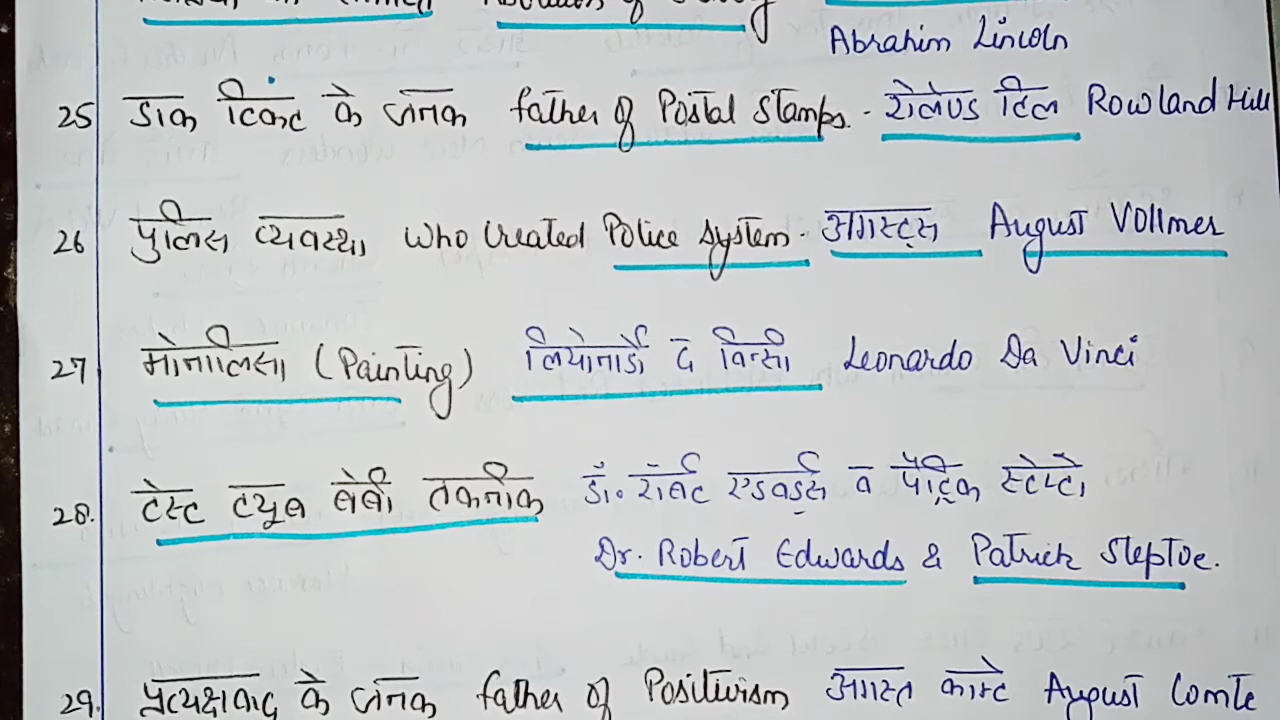 Abraham Lincoln
25 डाक टिकट के जनक father of Postal Stamps. - रोलैण्ड हिल Rowland Hill
26 पुलिस व्यवस्था who Created Police System - अगस्ट्स August Vollmer
27 मोनालिसा (Painting) लियोनार्डो द विन्सी Leonardo Da Vinci
28. टेस्ट ट्यूब बेबी तकनीक डॉ. रॉबर्ट एडवर्ड्स व पैट्रिक स्टेप्टो
Dr. Robert Edwards & Patrick Steptoe.
29. प्रत्यक्षवाद के जनक father of Positivism अगस्त काम्टे August Comte